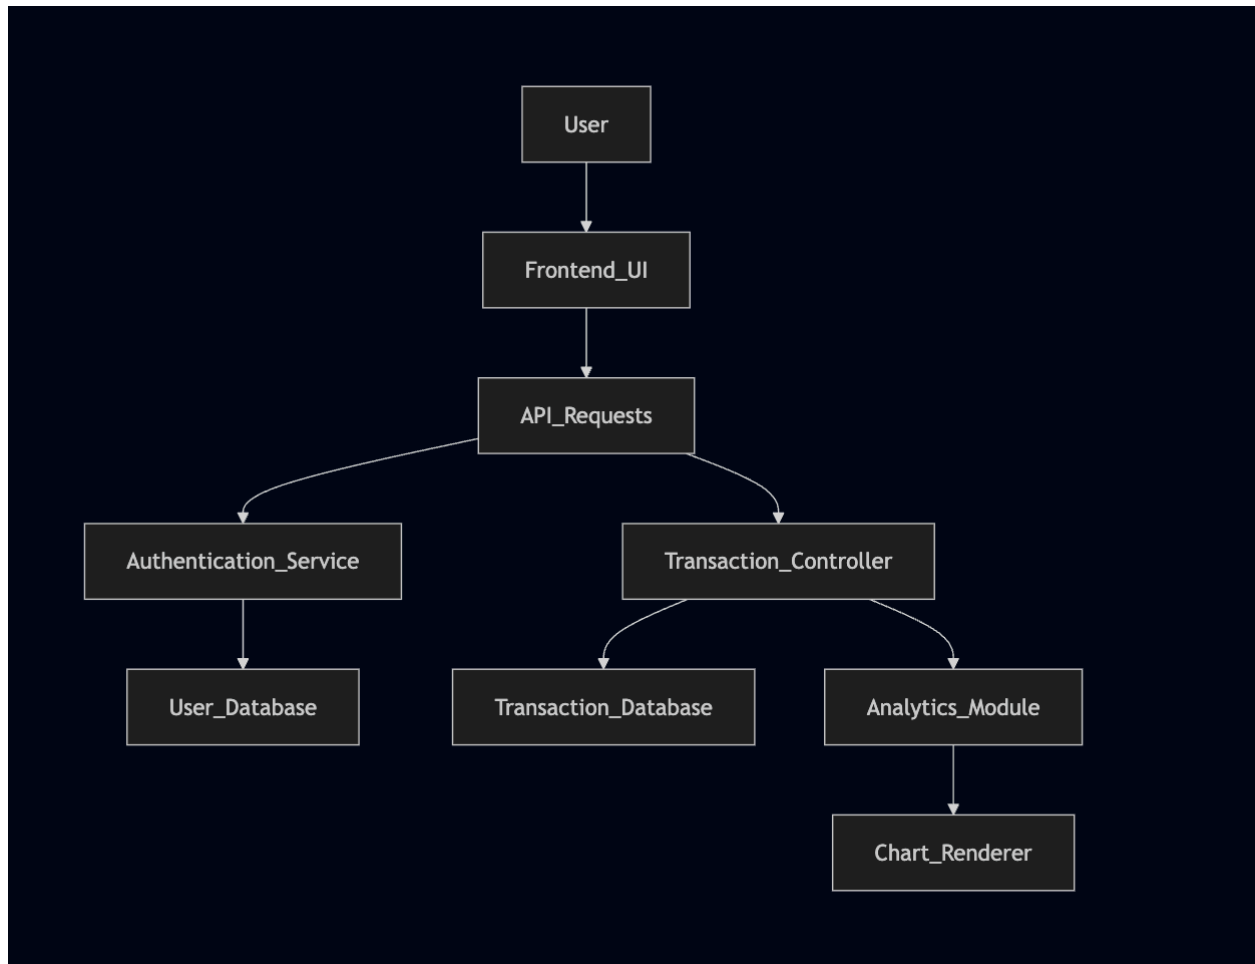 User
Frontend_UI
API_Requests
Authentication_Service
Transaction_Controller
User_Database
Transaction_Database
Analytics_Module
Chart_Renderer